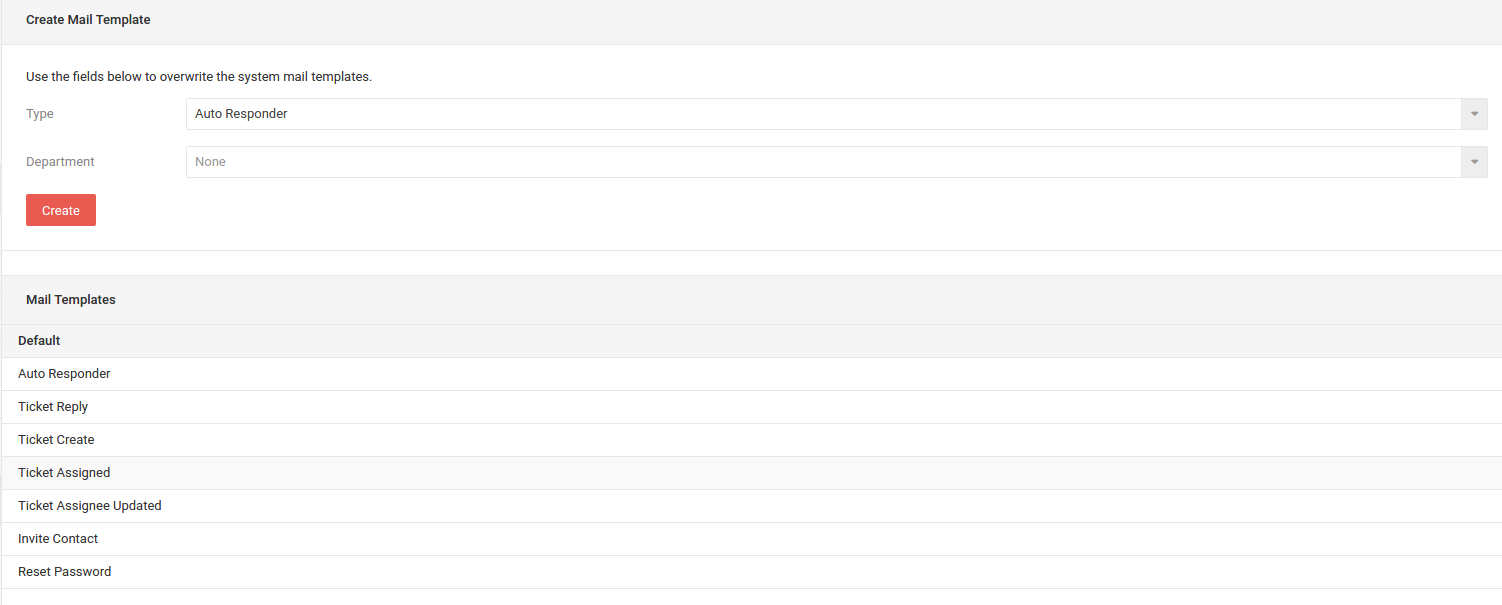 Create Mail Template
Use the fields below to overwrite the system mail templates.
Type
Auto Responder
Department
None
Create
Mail Templates
Default
Auto Responder
Ticket Reply
Ticket Create
Ticket Assigned
Ticket Assignee Updated
Invite Contact
Reset Password